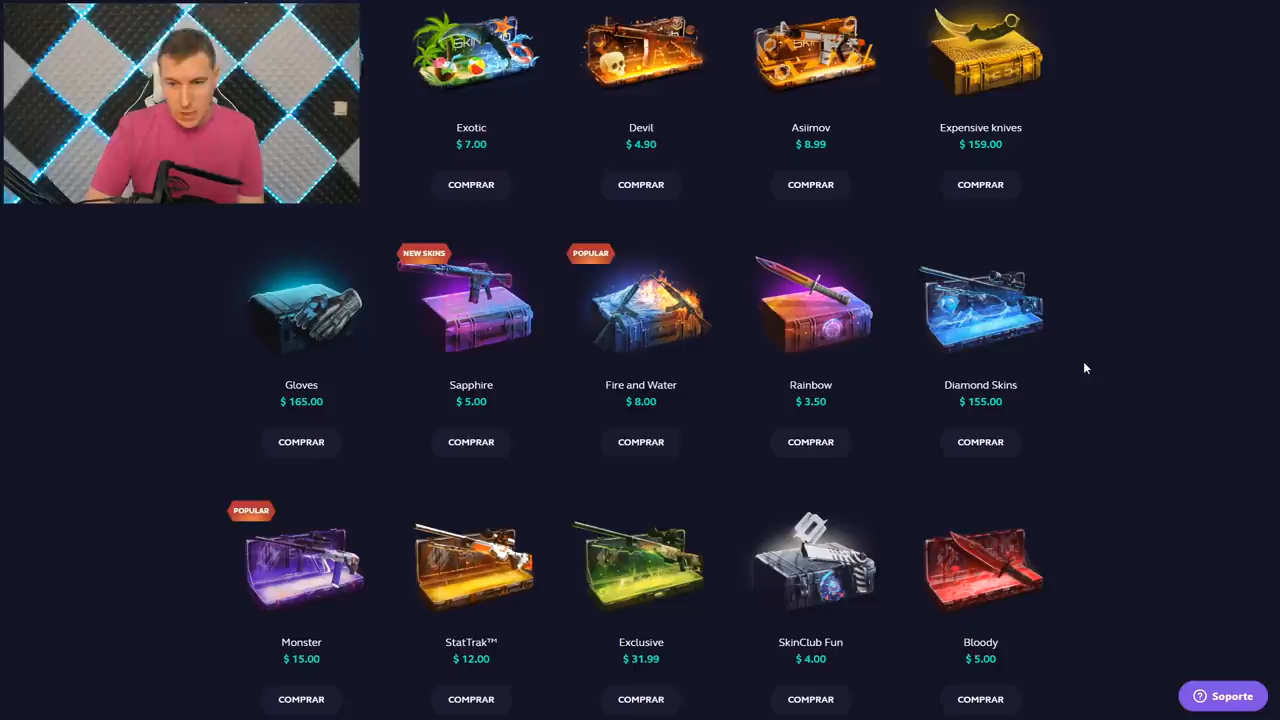 Exotic
$ 7.00
COMPRAR
Devil
$ 4.90
COMPRAR
Asiimov
$ 8.99
COMPRAR
Expensive knives
$ 159.00
COMPRAR
Gloves
$ 165.00
COMPRAR
NEW SKINS
Sapphire
$ 5.00
COMPRAR
POPULAR
Fire and Water
$ 8.00
COMPRAR
Rainbow
$ 3.50
COMPRAR
Diamond Skins
$ 155.00
COMPRAR
POPULAR
Monster
$ 15.00
COMPRAR
StatTrak™
$ 12.00
COMPRAR
Exclusive
$ 31.99
COMPRAR
SkinClub Fun
$ 4.00
COMPRAR
Bloody
$ 5.00
COMPRAR
Soporte